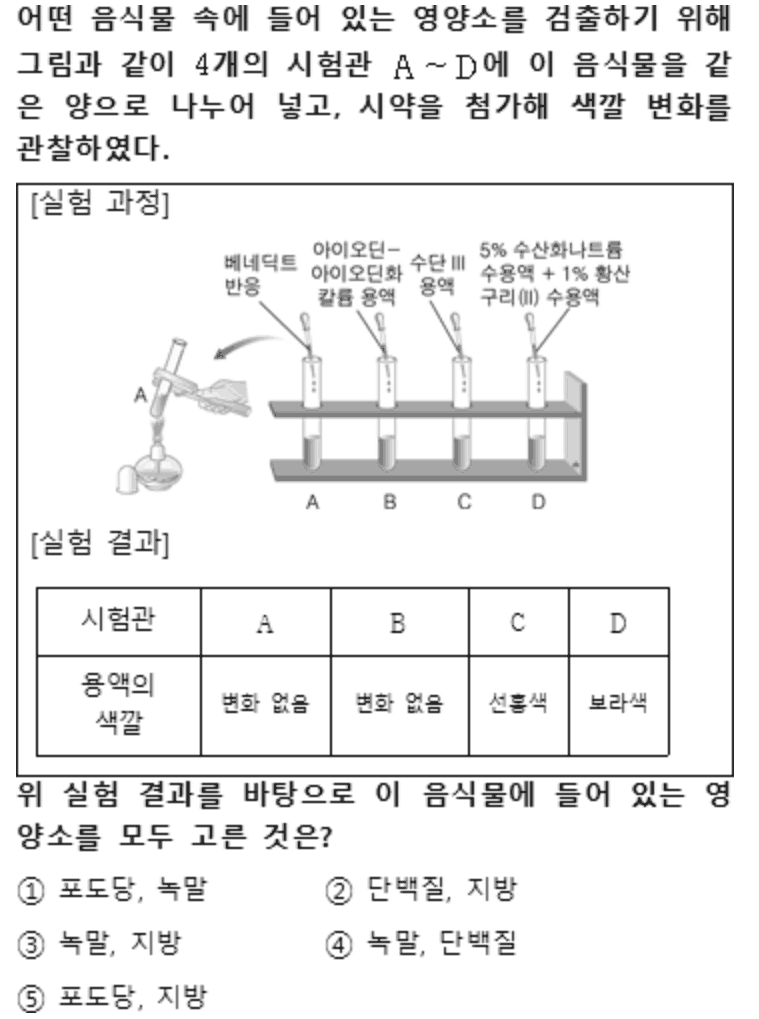 어떤 음식물 속에 들어 있는 영양소를 검출하기 위해
그림과 같이 4개의 시험관 A ~ D에 이 음식물을 같
은 양으로 나누어 넣고, 시약을 첨가해 색깔 변화를
관찰하였다.
[실험 과정]
베네딕트
반응
아이오딘−
아이오딘화
칼륨 용액
수단 Ⅲ
용액
5% 수산화나트륨
수용액 + 1% 황산
구리(II) 수용액
A
A B C D
[실험 결과]
시험관 A B C D
용액의
색깔
변화 없음 변화 없음 선홍색 보라색
위 실험 결과를 바탕으로 이 음식물에 들어 있는 영
양소를 모두 고른 것은?
① 포도당, 녹말 ② 단백질, 지방
③ 녹말, 지방 ④ 녹말, 단백질
⑤ 포도당, 지방